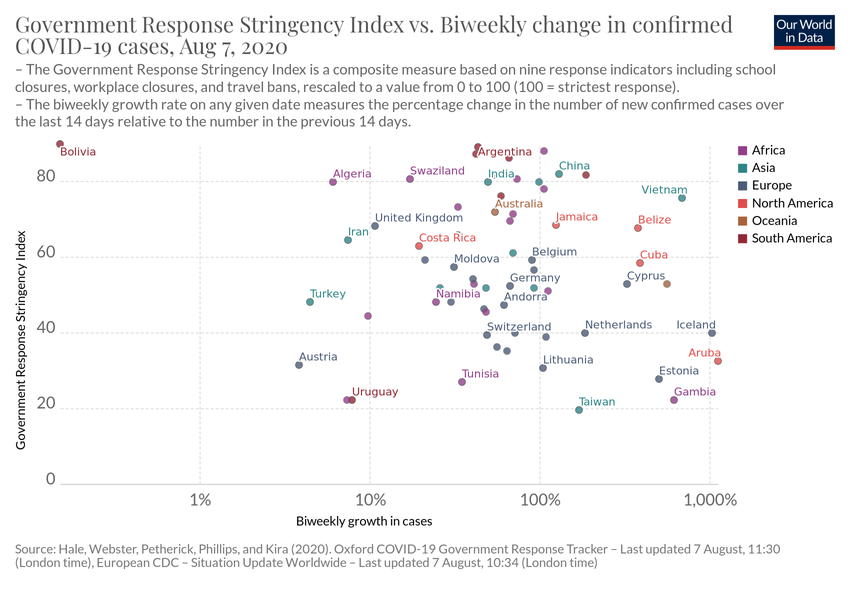 Government Response Stringency Index vs. Biweekly change in confirmed
COVID-19 cases, Aug 7, 2020
Our World
in Data
– The Government Response Stringency Index is a composite measure based on nine response indicators including school
closures, workplace closures, and travel bans, rescaled to a value from 0 to 100 (100 = strictest response).
– The biweekly growth rate on any given date measures the percentage change in the number of new confirmed cases over
the last 14 days relative to the number in the previous 14 days.
Bolivia
Argentina
Africa
Algeria
Swaziland
India
China
Asia
80
Vietnam
Europe
Australia
North America
United Kingdom
Jamaica
Belize
Oceania
Iran
Costa Rica
South America
60
Moldova
Belgium
Cuba
Germany
Cyprus
Turkey
Namibia
Andorra
40
Switzerland
Netherlands
Iceland
Austria
Lithuania
Aruba
Tunisia
Estonia
Uruguay
Gambia
20
Taiwan
0
Government Response Stringency Index
1%
10%
100%
1,000%
Biweekly growth in cases
Source: Hale, Webster, Petherick, Phillips, and Kira (2020). Oxford COVID-19 Government Response Tracker – Last updated 7 August, 11:30
(London time), European CDC – Situation Update Worldwide – Last updated 7 August, 10:34 (London time)